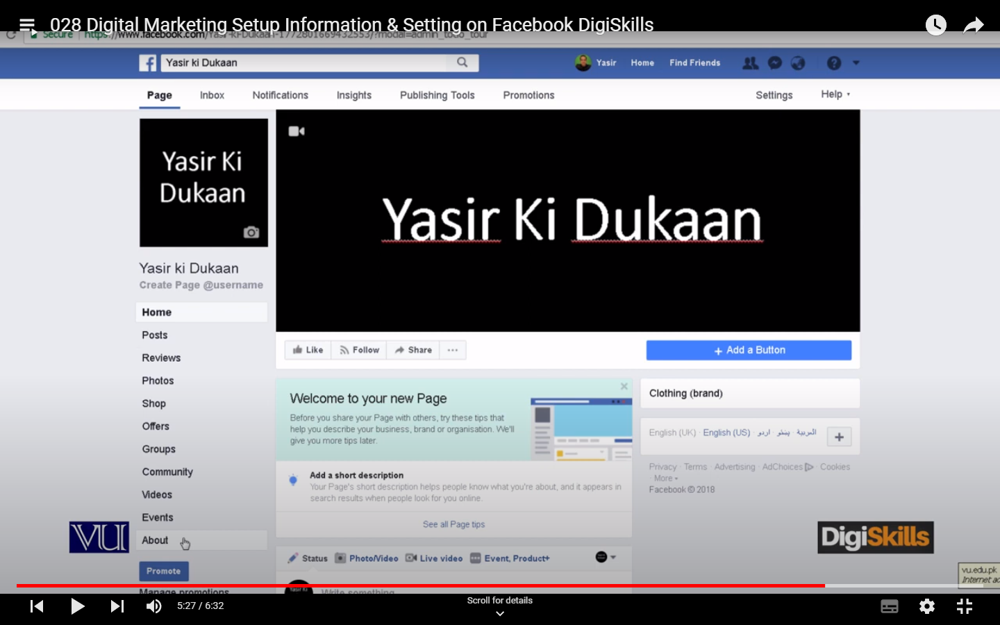 028 Digital Marketing Setup Information & Setting on Facebook DigiSkills
Secure https://www.facebook.com/Yasir-KI-Dukaan-1772801669432553/?modal=admin_todo_tour
Yasir ki Dukaan
Yasir Home Find Friends
Page Inbox Notifications Insights Publishing Tools Promotions Settings Help
Yasir Ki
Dukaan
Yasir Ki Dukaan
Yasir ki Dukaan
Create Page @username
Home
Posts
Reviews
Photos
Shop
Offers
Groups
Community
Videos
Events
About
Promote
Manage promotions
Like Follow Share ...
+ Add a Button
Welcome to your new Page
Before you share your Page with others, try these tips that
help you describe your business, brand or organisation. We'll
give you more tips later.
Add a short description
Your Page's short description helps people know what you're about, and it appears in
search results when people look for you online.
See all Page tips
Status Photo/Video Live video Event, Product+
Yasir Ki
Write something
Clothing (brand)
English (UK) · English (US) · اردو · پښتو · العربية
Privacy · Terms · Advertising · AdChoices · Cookies
· More
Facebook © 2018
VU
DigiSkills
vu.edu.pk
Internet ac
5:27 / 6:32
Scroll for details